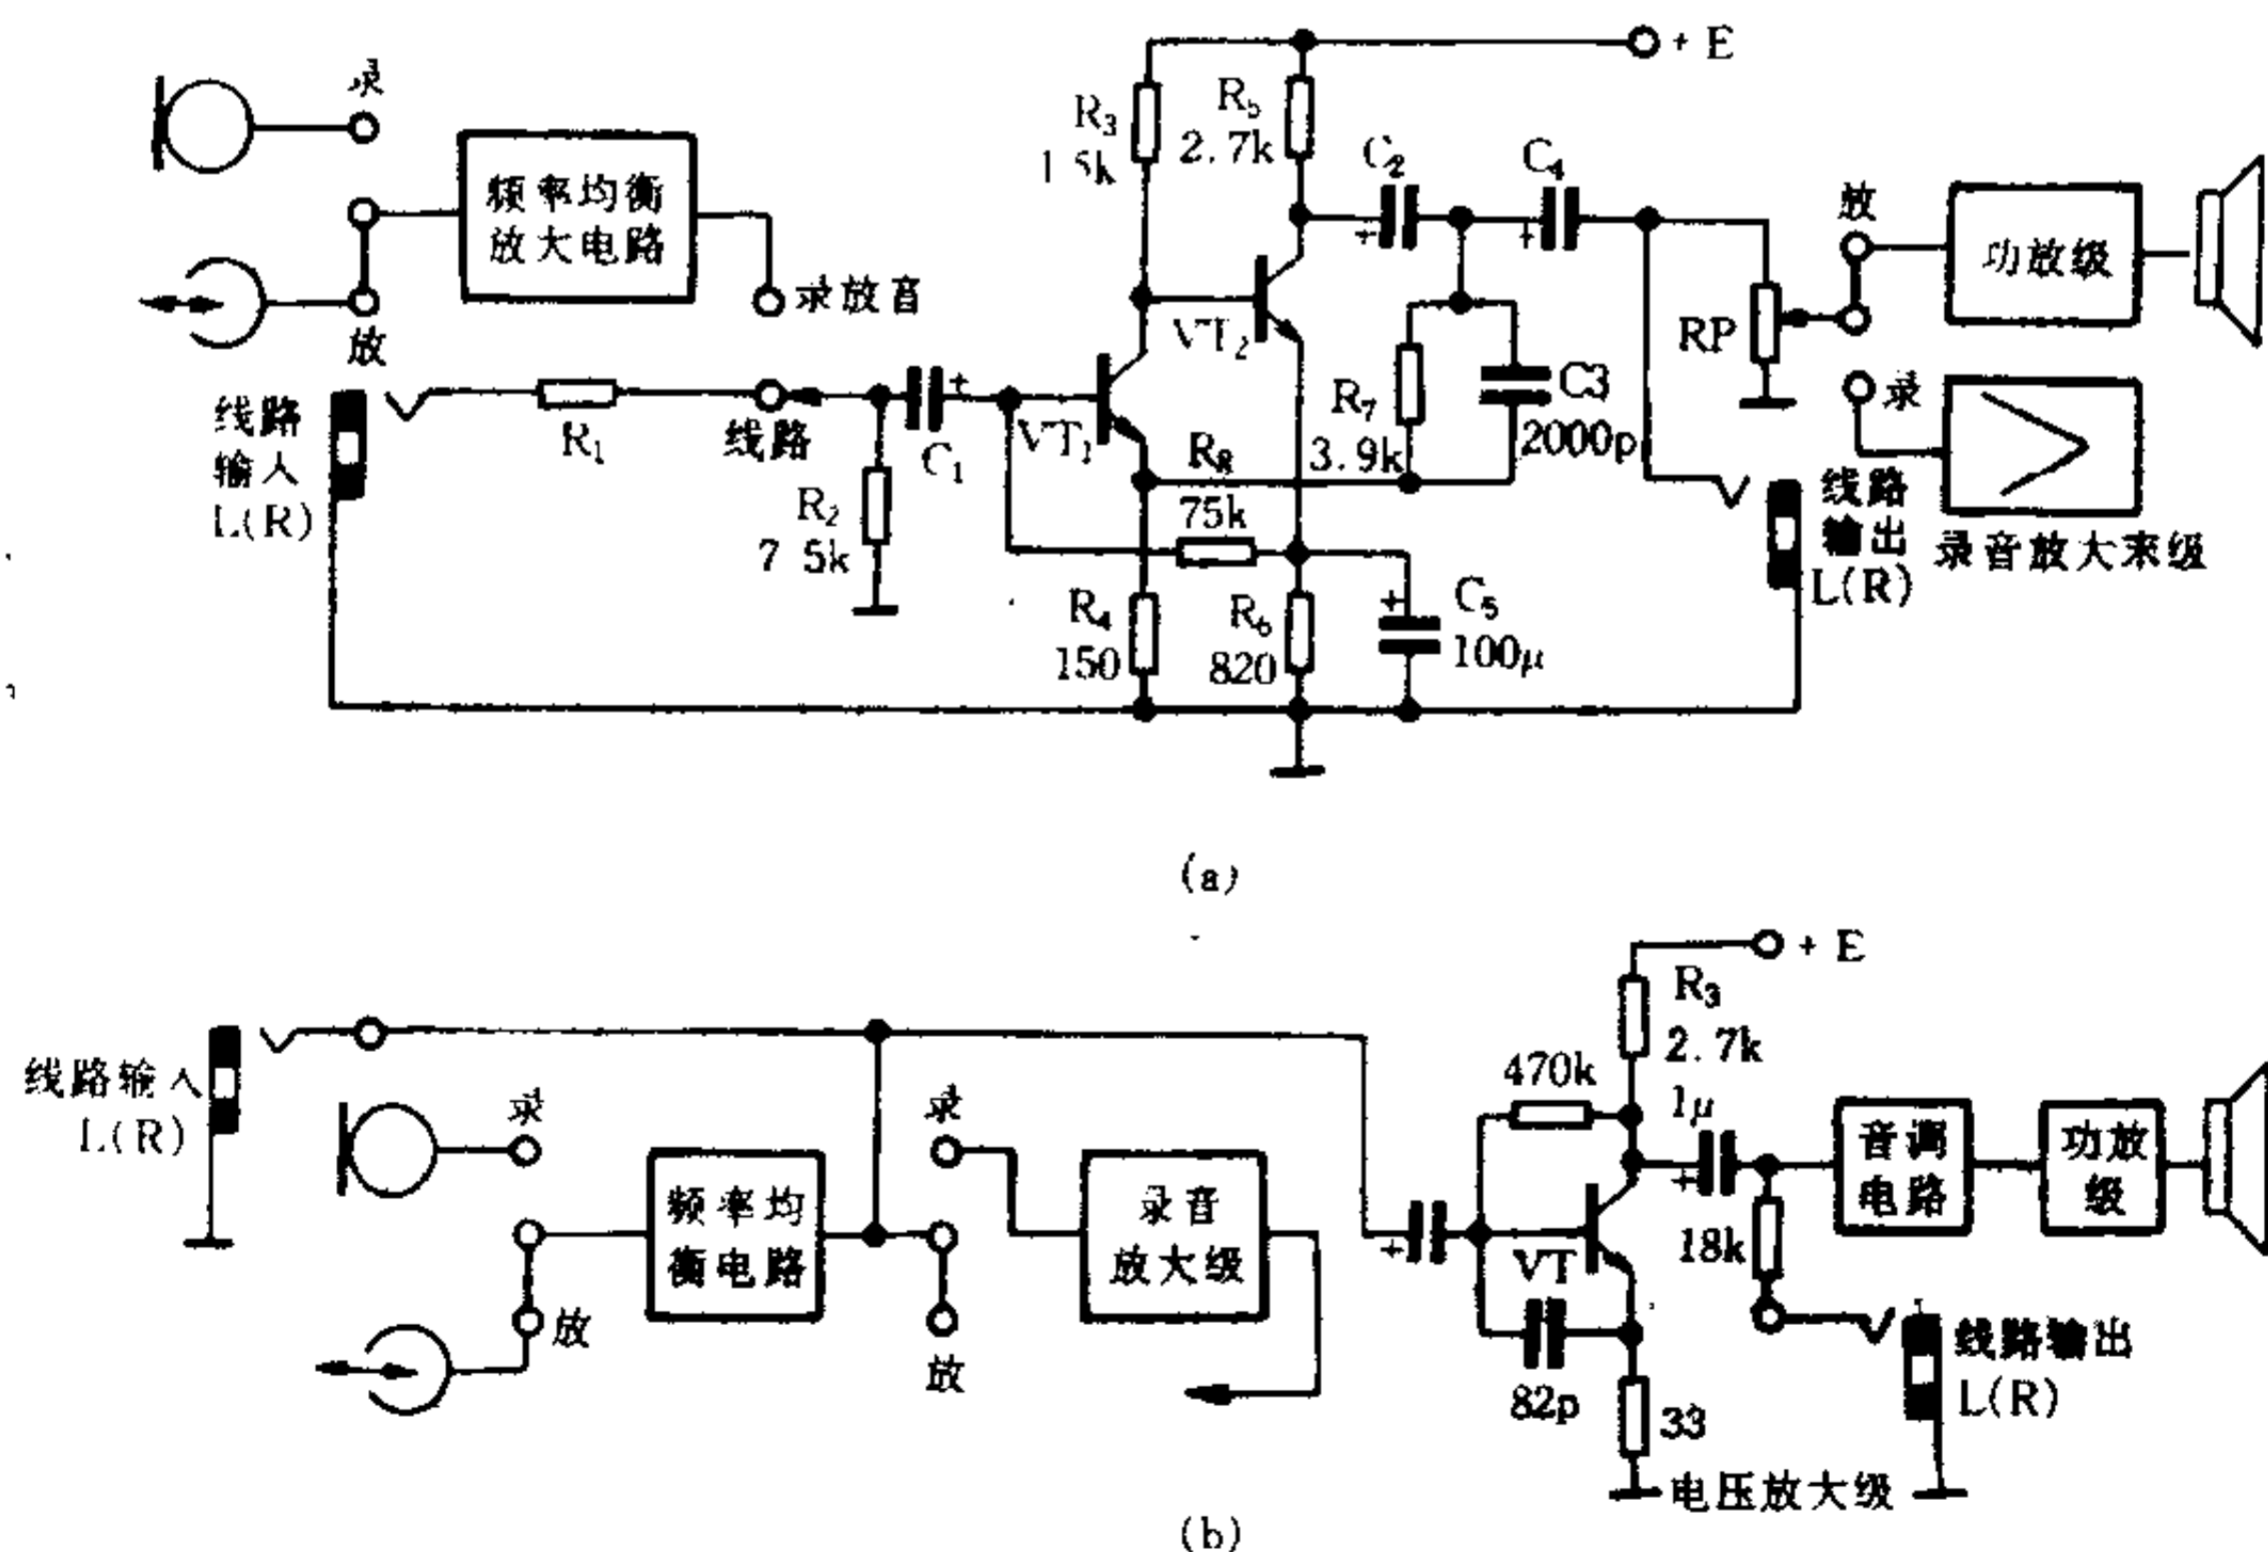 + E
录
R₃
R₅
2.7k
C₂
C₄
放
频率均衡
放大电路
功放级
录放音
放
VT₂
RP
R₇
3.9k
C3
2000p
录
线路
输入
L(R)
R₁
线路
C₁
VT₁
R₈
75k
R₂
7 5k
线路
输出
L(R)
录音放大末级
R₄
150
R₆
820
C₅
100μ
(a)
+ E
R₃
2.7k
线路输入
L(R)
录
录
470k
1μ
音调
电路
功放
级
频率均
衡电路
录音
放大级
VT
18k
放
放
82p
33
线路输出
L(R)
电压放大级
(b)